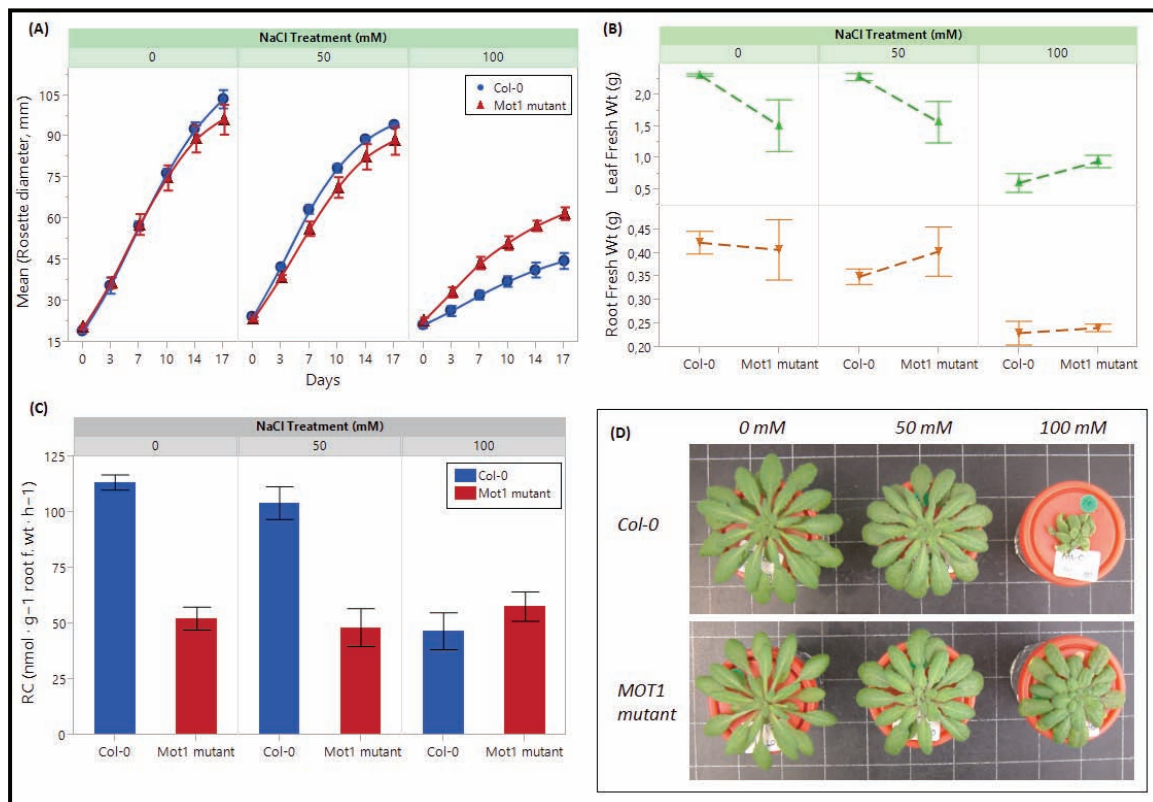 (A)
NaCl Treatment (mM)
0 50 100
Col-0
Mot1 mutant
Mean (Rosette diameter, mm)
105
90
75
60
45
30
15
0 3 7 10 14 17 0 3 7 10 14 17 0 3 7 10 14 17
Days
(B)
NaCl Treatment (mM)
0 50 100
Leaf Fresh Wt (g)
2,0
1,5
1,0
0,5
Root Fresh Wt (g)
0,45
0,40
0,35
0,30
0,25
0,20
Col-0 Mot1 mutant Col-0 Mot1 mutant Col-0 Mot1 mutant
(C)
NaCl Treatment (mM)
0 50 100
Col-0
Mot1 mutant
RC (nmol · g−1 root f. wt · h−1)
125
100
75
50
25
0
Col-0 Mot1 mutant Col-0 Mot1 mutant Col-0 Mot1 mutant
(D)
0 mM 50 mM 100 mM
Col-0
MOT1
mutant